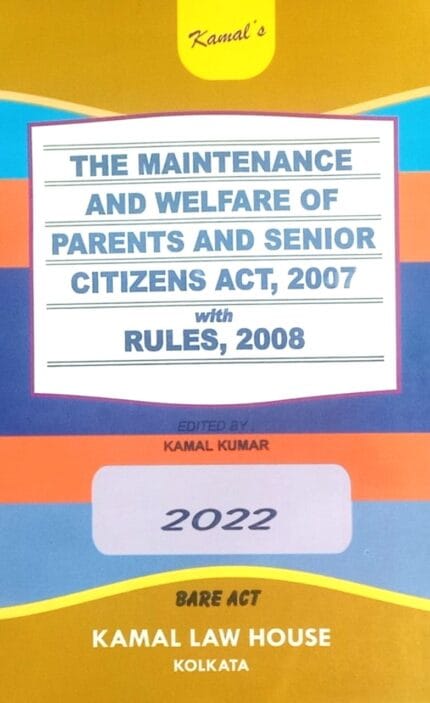 Kamal's
THE MAINTENANCE
AND WELFARE OF
PARENTS AND SENIOR
CITIZENS ACT, 2007
with
RULES, 2008
EDITED BY :
KAMAL KUMAR
2022
BARE ACT
KAMAL LAW HOUSE
KOLKATA